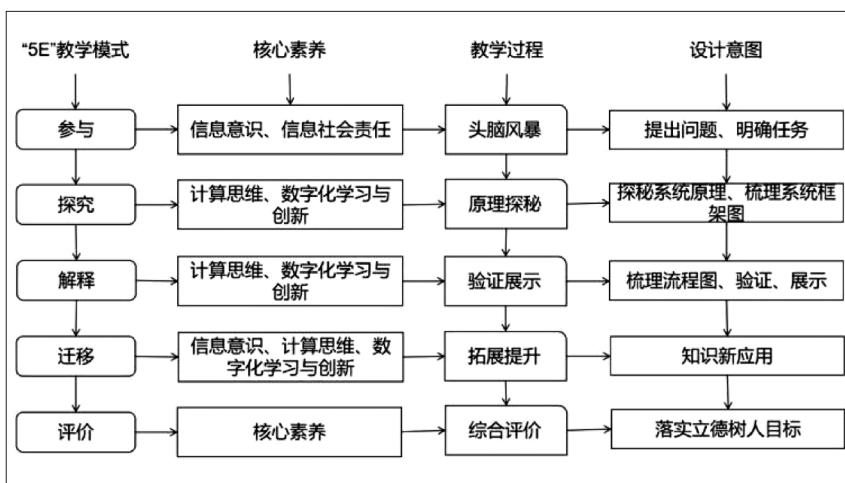 “5E”教学模式
核心素养
教学过程
设计意图
参与
信息意识、信息社会责任
头脑风暴
提出问题、明确任务
探究
计算思维、数字化学习与
创新
原理探秘
探秘系统原理、梳理系统框
架图
解释
计算思维、数字化学习与
创新
验证展示
梳理流程图、验证、展示
迁移
信息意识、计算思维、数
字化学习与创新
拓展提升
知识新应用
评价
核心素养
综合评价
落实立德树人目标